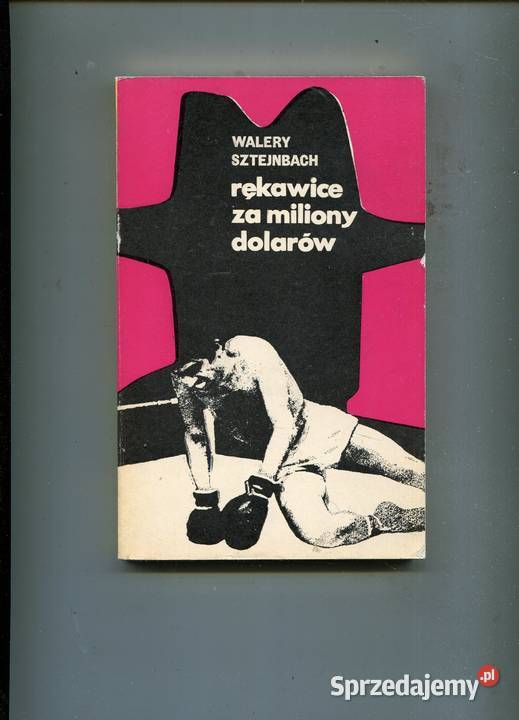 WALERY
SZTEJNBACH
rękawice
za miliony
dolarów
Sprzedajemy.pl